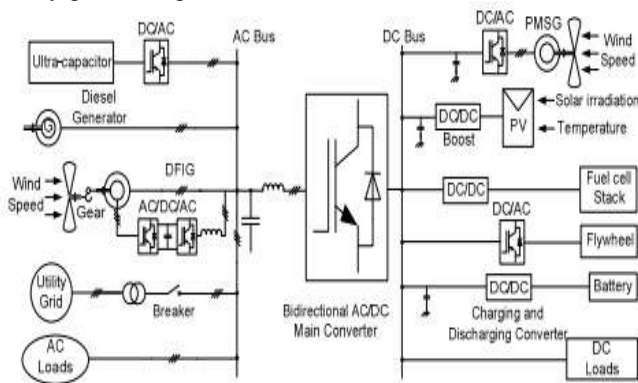 DC/AC
Ultra-capacitor
Diesel
Generator
G
Wind
Speed
Gear
DFIG
AC/DC/AC
Utility
Grid
Breaker
AC
Loads
AC Bus
Bidirectional AC/DC
Main Converter
DC Bus
DC/AC
PMSG
Wind
Speed
DC/DC
Boost
PV
Solar irradiation
Temperature
DC/DC
Fuel cell
Stack
DC/AC
Flywheel
DC/DC
Battery
Charging and
Discharging Converter
DC
Loads